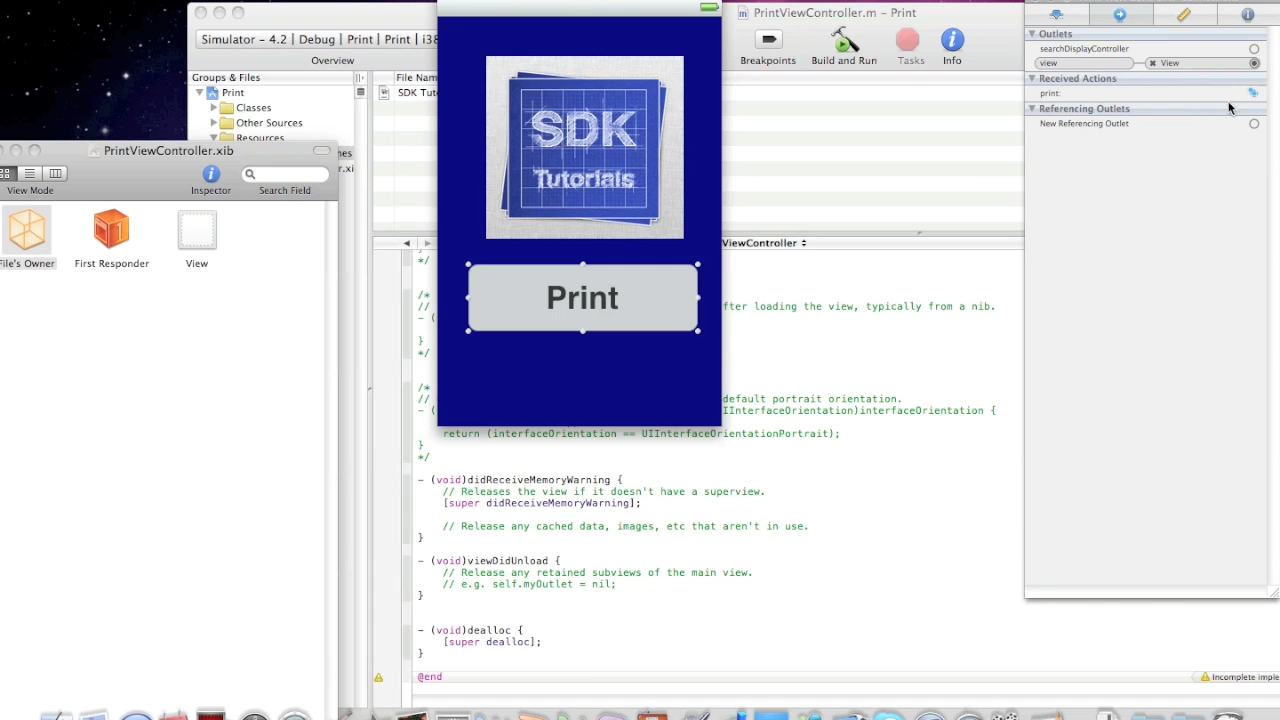 PrintViewController.m – Print
Simulator – 4.2 | Debug | Print | Print | i38
Overview
Breakpoints
Build and Run
Tasks
Info
Groups & Files
File Name
Print
SDK Tuto
Classes
Other Sources
Resources
PrintViewController.xib
View Mode
Inspector
Search Field
File's Owner
First Responder
View
SDK
Tutorials
Print
Outlets
searchDisplayController
view
View
Received Actions
print:
Referencing Outlets
New Referencing Outlet
ViewController
*/
/*
// fter loading the view, typically from a nib.
- (
}
*/
/*
// default portrait orientation.
- ( IInterfaceOrientation)interfaceOrientation {
return (interfaceOrientation == UIInterfaceOrientationPortrait);
}
*/
- (void)didReceiveMemoryWarning {
// Releases the view if it doesn't have a superview.
[super didReceiveMemoryWarning];
// Release any cached data, images, etc that aren't in use.
}
- (void)viewDidUnload {
// Release any retained subviews of the main view.
// e.g. self.myOutlet = nil;
}
- (void)dealloc {
[super dealloc];
}
@end
Incomplete imple